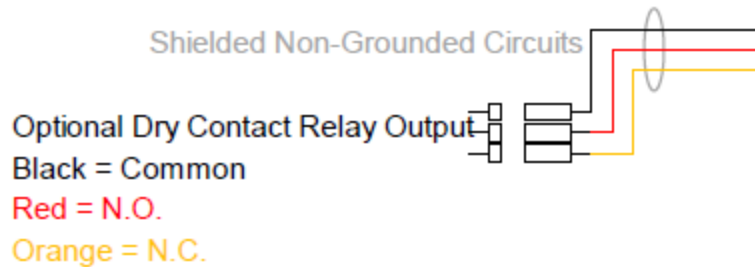 Shielded Non-Grounded Circuits
Optional Dry Contact Relay Output
Black = Common
Red = N.O.
Orange = N.C.